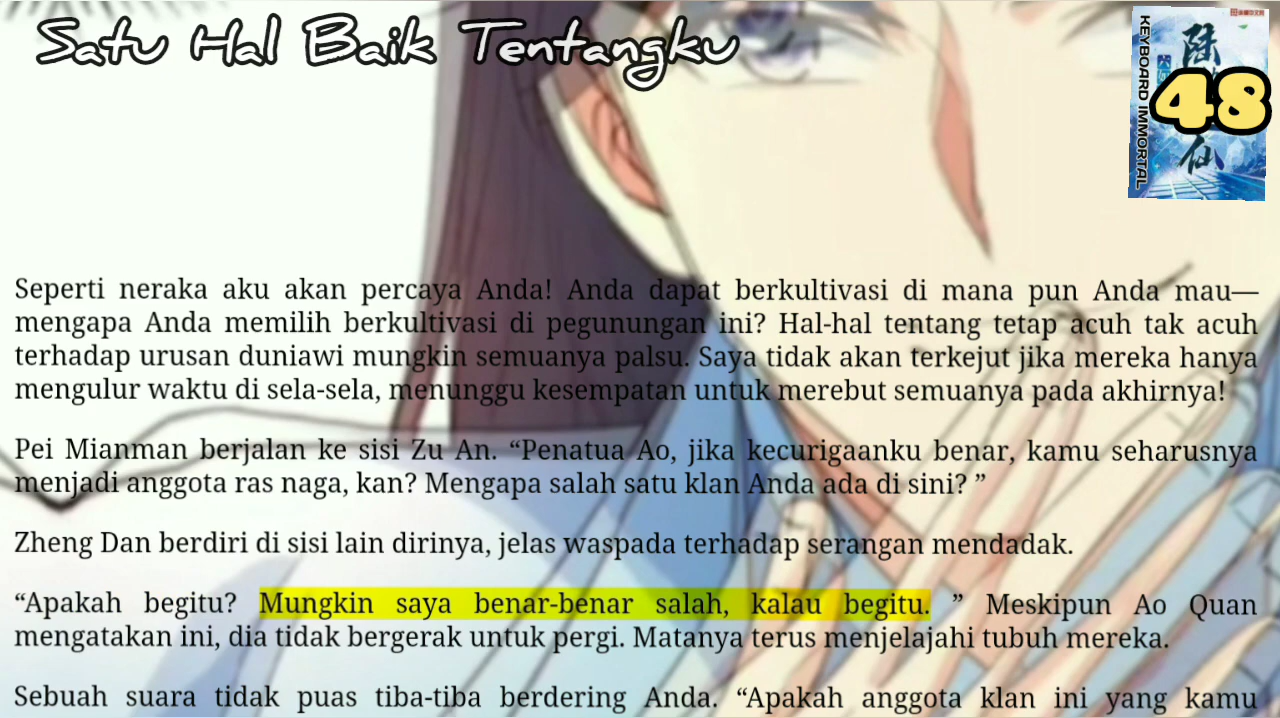 Satu Hal Baik Tentangku
KEYBOARD IMMORTAL
48
Seperti neraka aku akan percaya Anda! Anda dapat berkultivasi di mana pun Anda mau—
mengapa Anda memilih berkultivasi di pegunungan ini? Hal-hal tentang tetap acuh tak acuh
terhadap urusan duniawi mungkin semuanya palsu. Saya tidak akan terkejut jika mereka hanya
mengulur waktu di sela-sela, menunggu kesempatan untuk merebut semuanya pada akhirnya!
Pei Mianman berjalan ke sisi Zu An. “Penatua Ao, jika kecurigaanku benar, kamu seharusnya
menjadi anggota ras naga, kan? Mengapa salah satu klan Anda ada di sini? ”
Zheng Dan berdiri di sisi lain dirinya, jelas waspada terhadap serangan mendadak.
“Apakah begitu? Mungkin saya benar-benar salah, kalau begitu. ” Meskipun Ao Quan
mengatakan ini, dia tidak bergerak untuk pergi. Matanya terus menjelajahi tubuh mereka.
Sebuah suara tidak puas tiba-tiba berdering Anda. “Apakah anggota klan ini yang kamu